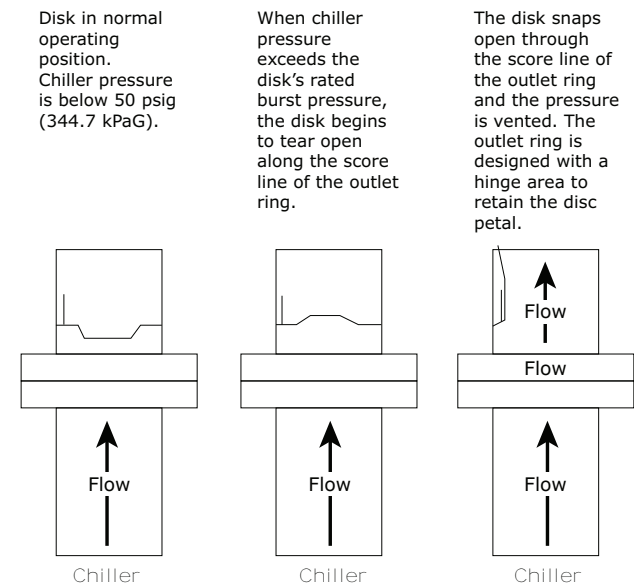 Disk in normal
operating
position.
Chiller pressure
is below 50 psig
(344.7 kPaG).
When chiller
pressure
exceeds the
disk's rated
burst pressure,
the disk begins
to tear open
along the score
line of the outlet
ring.
The disk snaps
open through
the score line of
the outlet ring
and the pressure
is vented. The
outlet ring is
designed with a
hinge area to
retain the disc
petal.
Flow
Flow
Flow
Flow
Flow
Chiller
Chiller
Chiller